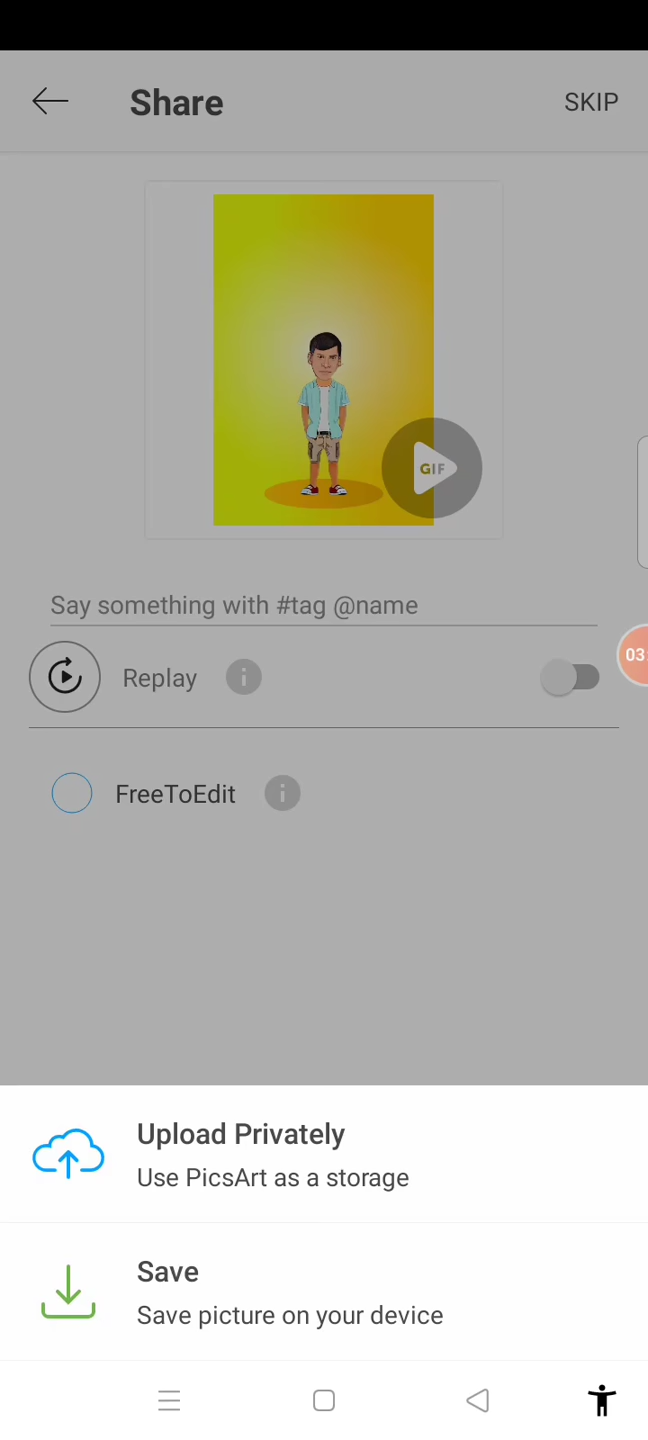 Share
SKIP
GIF
Say something with #tag @name
Replay
FreeToEdit
Upload Privately
Use PicsArt as a storage
Save
Save picture on your device